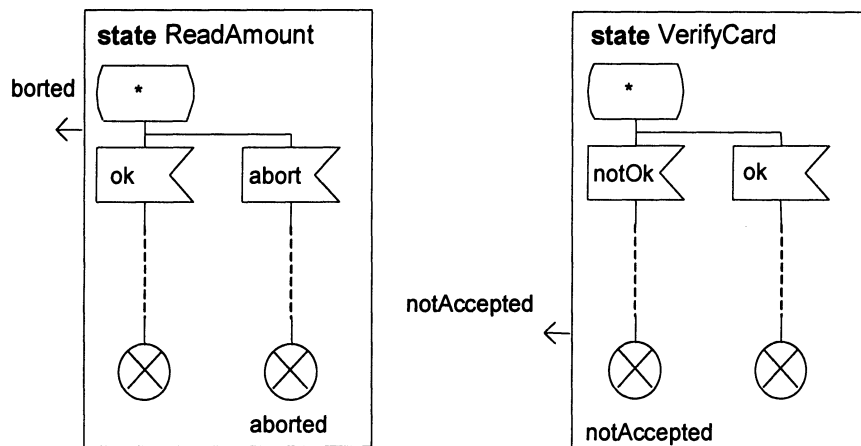 state ReadAmount
borted
*
ok
abort
aborted
state VerifyCard
*
notOk
ok
notAccepted
notAccepted